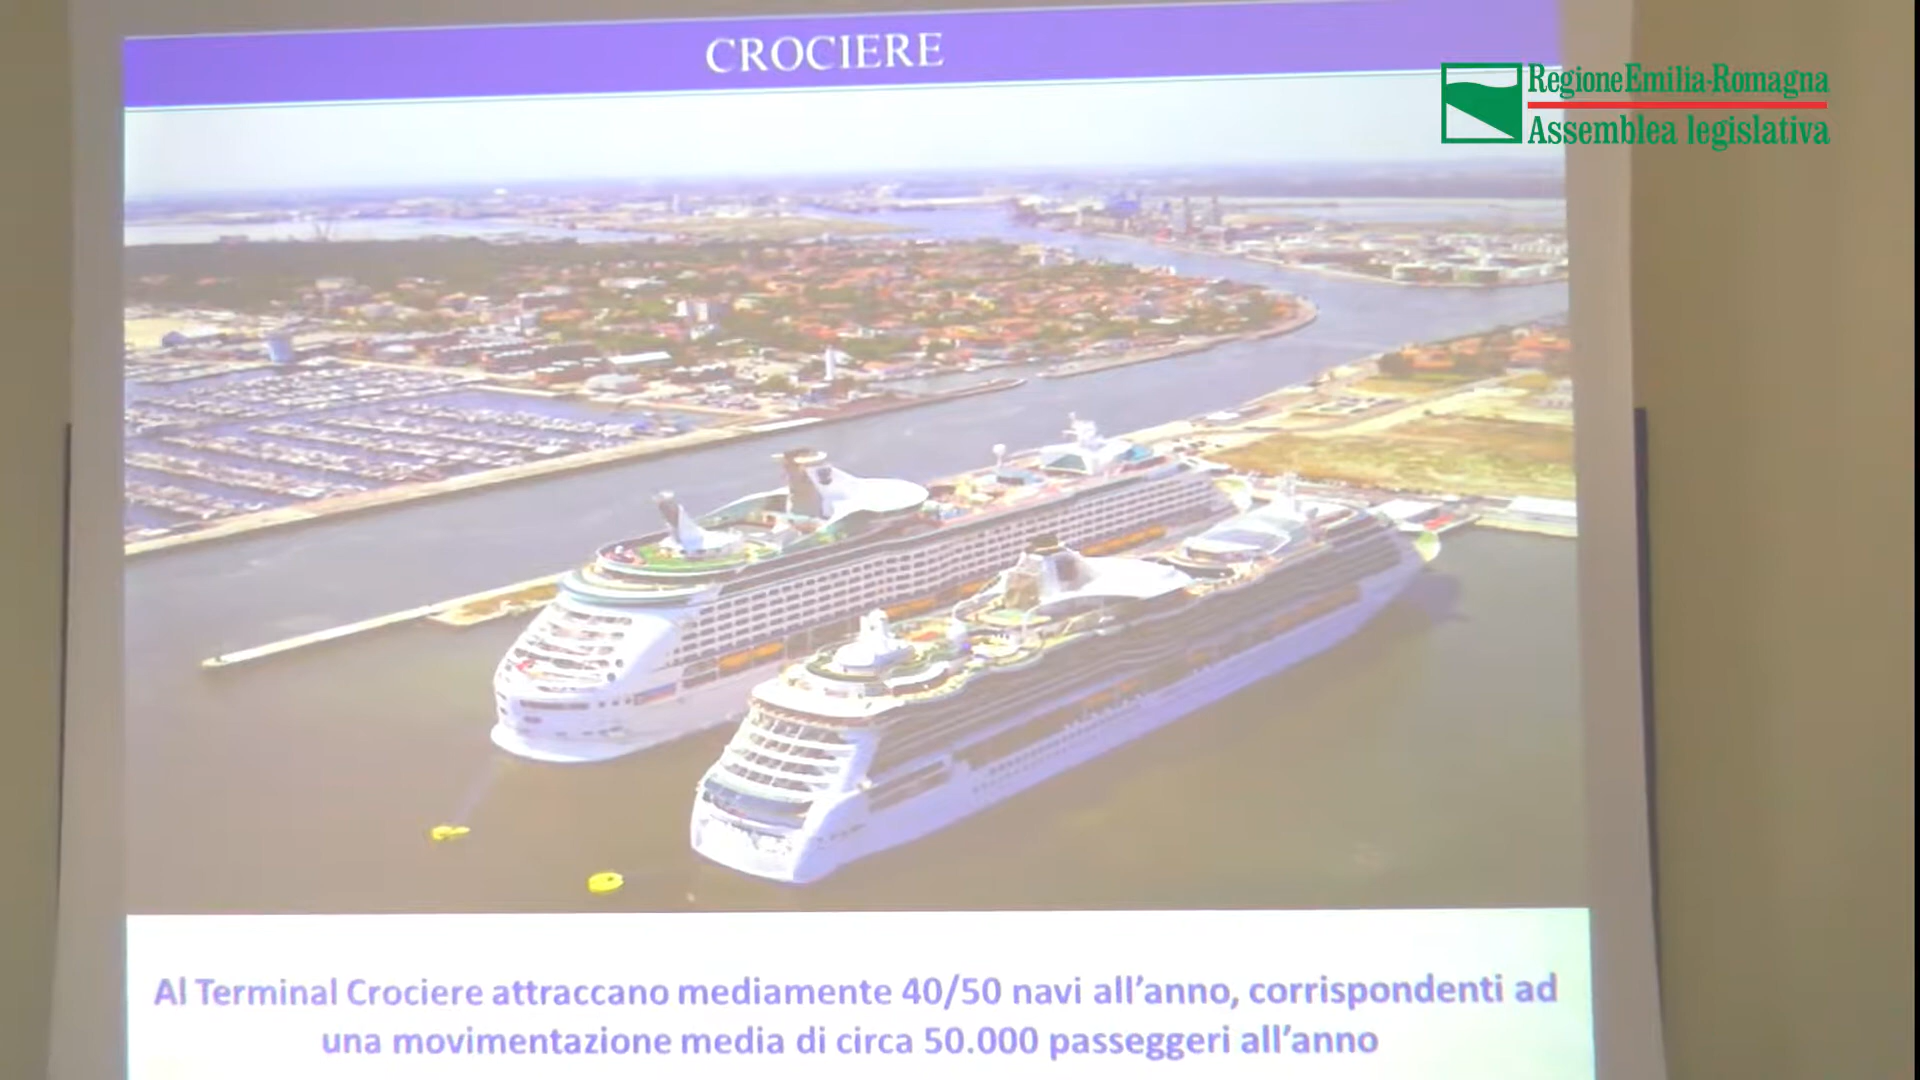 CROCIERE
RegioneEmilia-Romagna
Assemblea legislativa
Al Terminal Crociere attraccano mediamente 40/50 navi all'anno, corrispondenti ad
una movimentazione media di circa 50.000 passeggeri all'anno